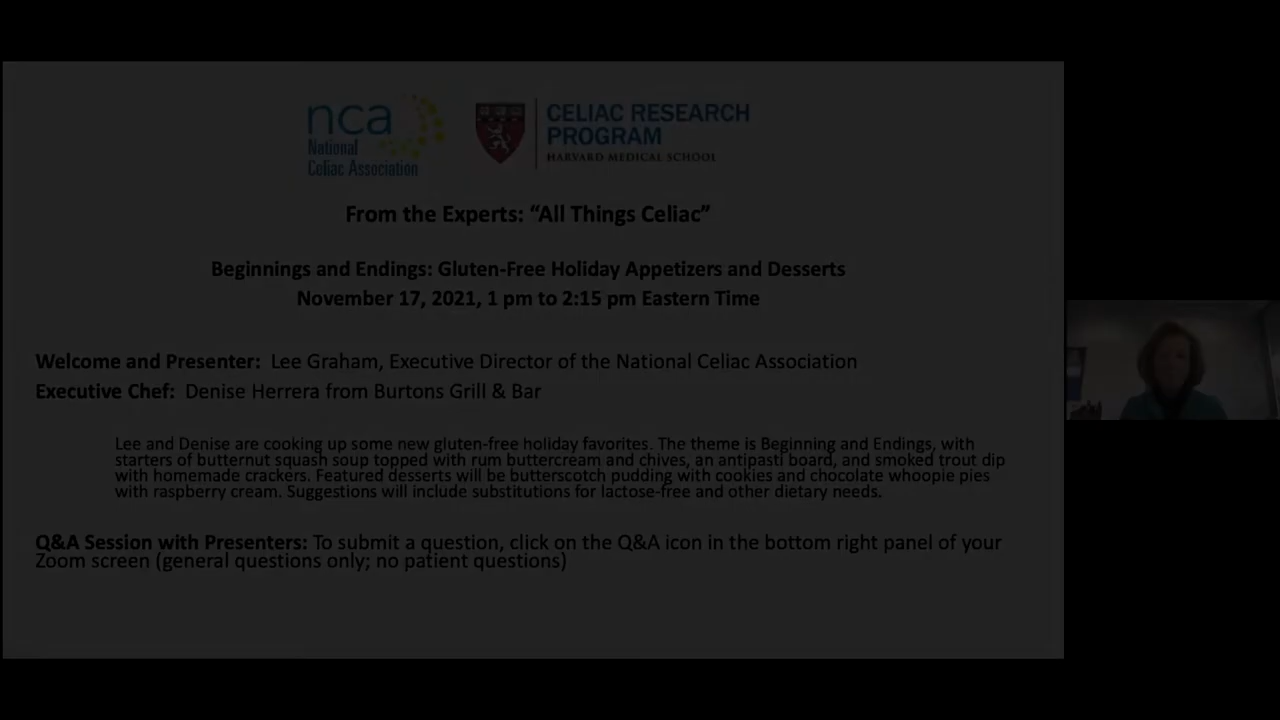 nca
National
Celiac Association
CELIAC RESEARCH
PROGRAM
HARVARD MEDICAL SCHOOL
From the Experts: “All Things Celiac”
Beginnings and Endings: Gluten-Free Holiday Appetizers and Desserts
November 17, 2021, 1 pm to 2:15 pm Eastern Time
Welcome and Presenter: Lee Graham, Executive Director of the National Celiac Association
Executive Chef: Denise Herrera from Burtons Grill & Bar
Lee and Denise are cooking up some new gluten-free holiday favorites. The theme is Beginning and Endings, with
starters of butternut squash soup topped with rum buttercream and chives, an antipasti board, and smoked trout dip
with homemade crackers. Featured desserts will be butterscotch pudding with cookies and chocolate whoopie pies
with raspberry cream. Suggestions will include substitutions for lactose-free and other dietary needs.
Q&A Session with Presenters: To submit a question, click on the Q&A icon in the bottom right panel of your
Zoom screen (general questions only; no patient questions)